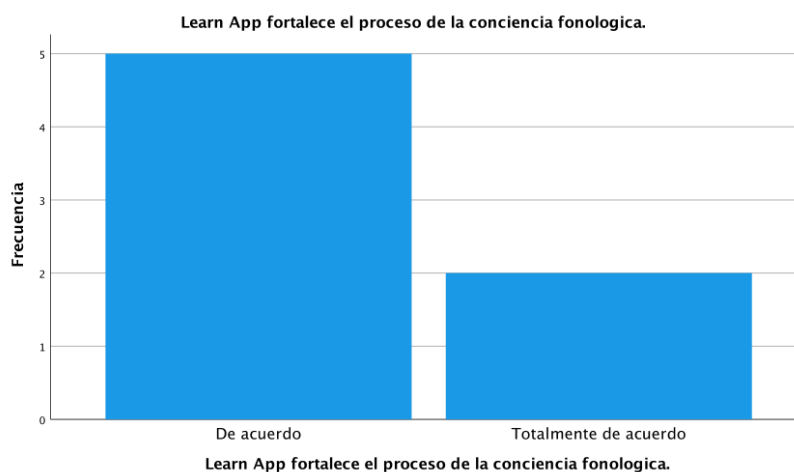 Learn App fortalece el proceso de la conciencia fonologica.
Frecuencia
5
4
3
2
1
0
De acuerdo
Totalmente de acuerdo
Learn App fortalece el proceso de la conciencia fonologica.